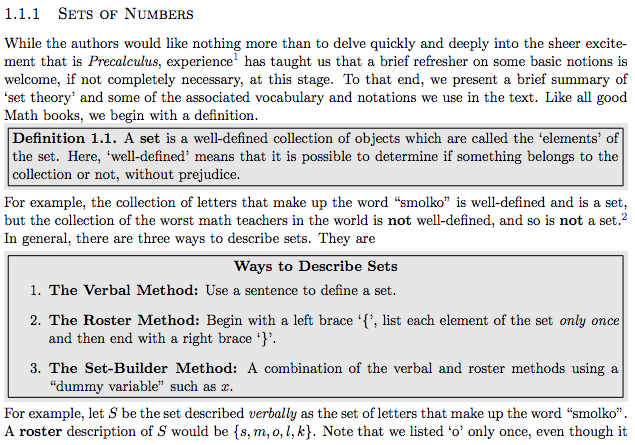 1.1.1 Sets of Numbers
While the authors would like nothing more than to delve quickly and deeply into the sheer excite-
ment that is Precalculus, experience¹ has taught us that a brief refresher on some basic notions is
welcome, if not completely necessary, at this stage. To that end, we present a brief summary of
‘set theory’ and some of the associated vocabulary and notations we use in the text. Like all good
Math books, we begin with a definition.
Definition 1.1. A set is a well-defined collection of objects which are called the ‘elements’ of
the set. Here, ‘well-defined’ means that it is possible to determine if something belongs to the
collection or not, without prejudice.
For example, the collection of letters that make up the word “smolko” is well-defined and is a set,
but the collection of the worst math teachers in the world is not well-defined, and so is not a set.²
In general, there are three ways to describe sets. They are
Ways to Describe Sets
1. The Verbal Method: Use a sentence to define a set.
2. The Roster Method: Begin with a left brace ‘{’, list each element of the set only once
and then end with a right brace ‘}’.
3. The Set-Builder Method: A combination of the verbal and roster methods using a
“dummy variable” such as x.
For example, let S be the set described verbally as the set of letters that make up the word “smolko”.
A roster description of S would be {s, m, o, l, k}. Note that we listed ‘o’ only once, even though it